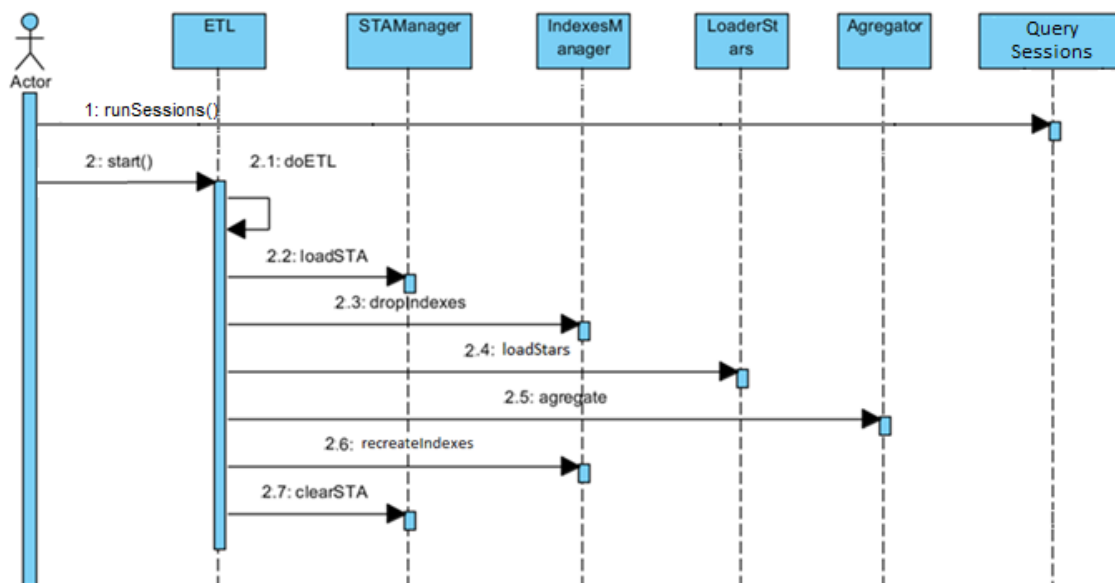 ETL
STAManager
IndexesM
anager
LoaderSt
ars
Agregator
Query
Sessions
Actor
1: runSessions()
2: start()
2.1: doETL
2.2: loadSTA
2.3: dropIndexes
2.4: loadStars
2.5: agregate
2.6: recreateIndexes
2.7: clearSTA